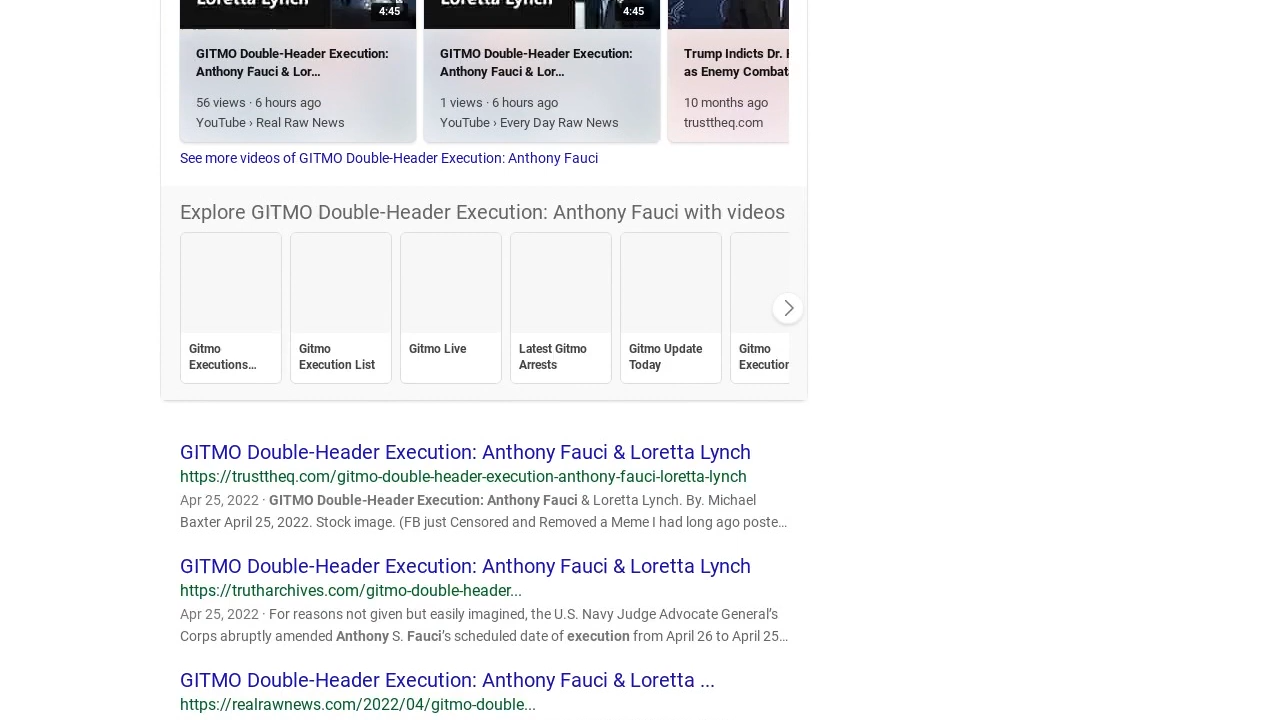 Loretta Lynch
4:45
Loretta Lynch
4:45
GITMO Double-Header Execution:
Anthony Fauci & Lor…
56 views · 6 hours ago
YouTube › Real Raw News
GITMO Double-Header Execution:
Anthony Fauci & Lor…
1 views · 6 hours ago
YouTube › Every Day Raw News
Trump Indicts Dr. F
as Enemy Combat
10 months ago
trusttheq.com
See more videos of GITMO Double-Header Execution: Anthony Fauci
Explore GITMO Double-Header Execution: Anthony Fauci with videos
Gitmo
Executions…
Gitmo
Execution List
Gitmo Live
Latest Gitmo
Arrests
Gitmo Update
Today
Gitmo
Execution
GITMO Double-Header Execution: Anthony Fauci & Loretta Lynch
https://trusttheq.com/gitmo-double-header-execution-anthony-fauci-loretta-lynch
Apr 25, 2022 · GITMO Double-Header Execution: Anthony Fauci & Loretta Lynch. By. Michael
Baxter April 25, 2022. Stock image. (FB just Censored and Removed a Meme I had long ago poste…
GITMO Double-Header Execution: Anthony Fauci & Loretta Lynch
https://trutharchives.com/gitmo-double-header...
Apr 25, 2022 · For reasons not given but easily imagined, the U.S. Navy Judge Advocate General’s
Corps abruptly amended Anthony S. Fauci’s scheduled date of execution from April 26 to April 25…
GITMO Double-Header Execution: Anthony Fauci & Loretta ...
https://realrawnews.com/2022/04/gitmo-double...